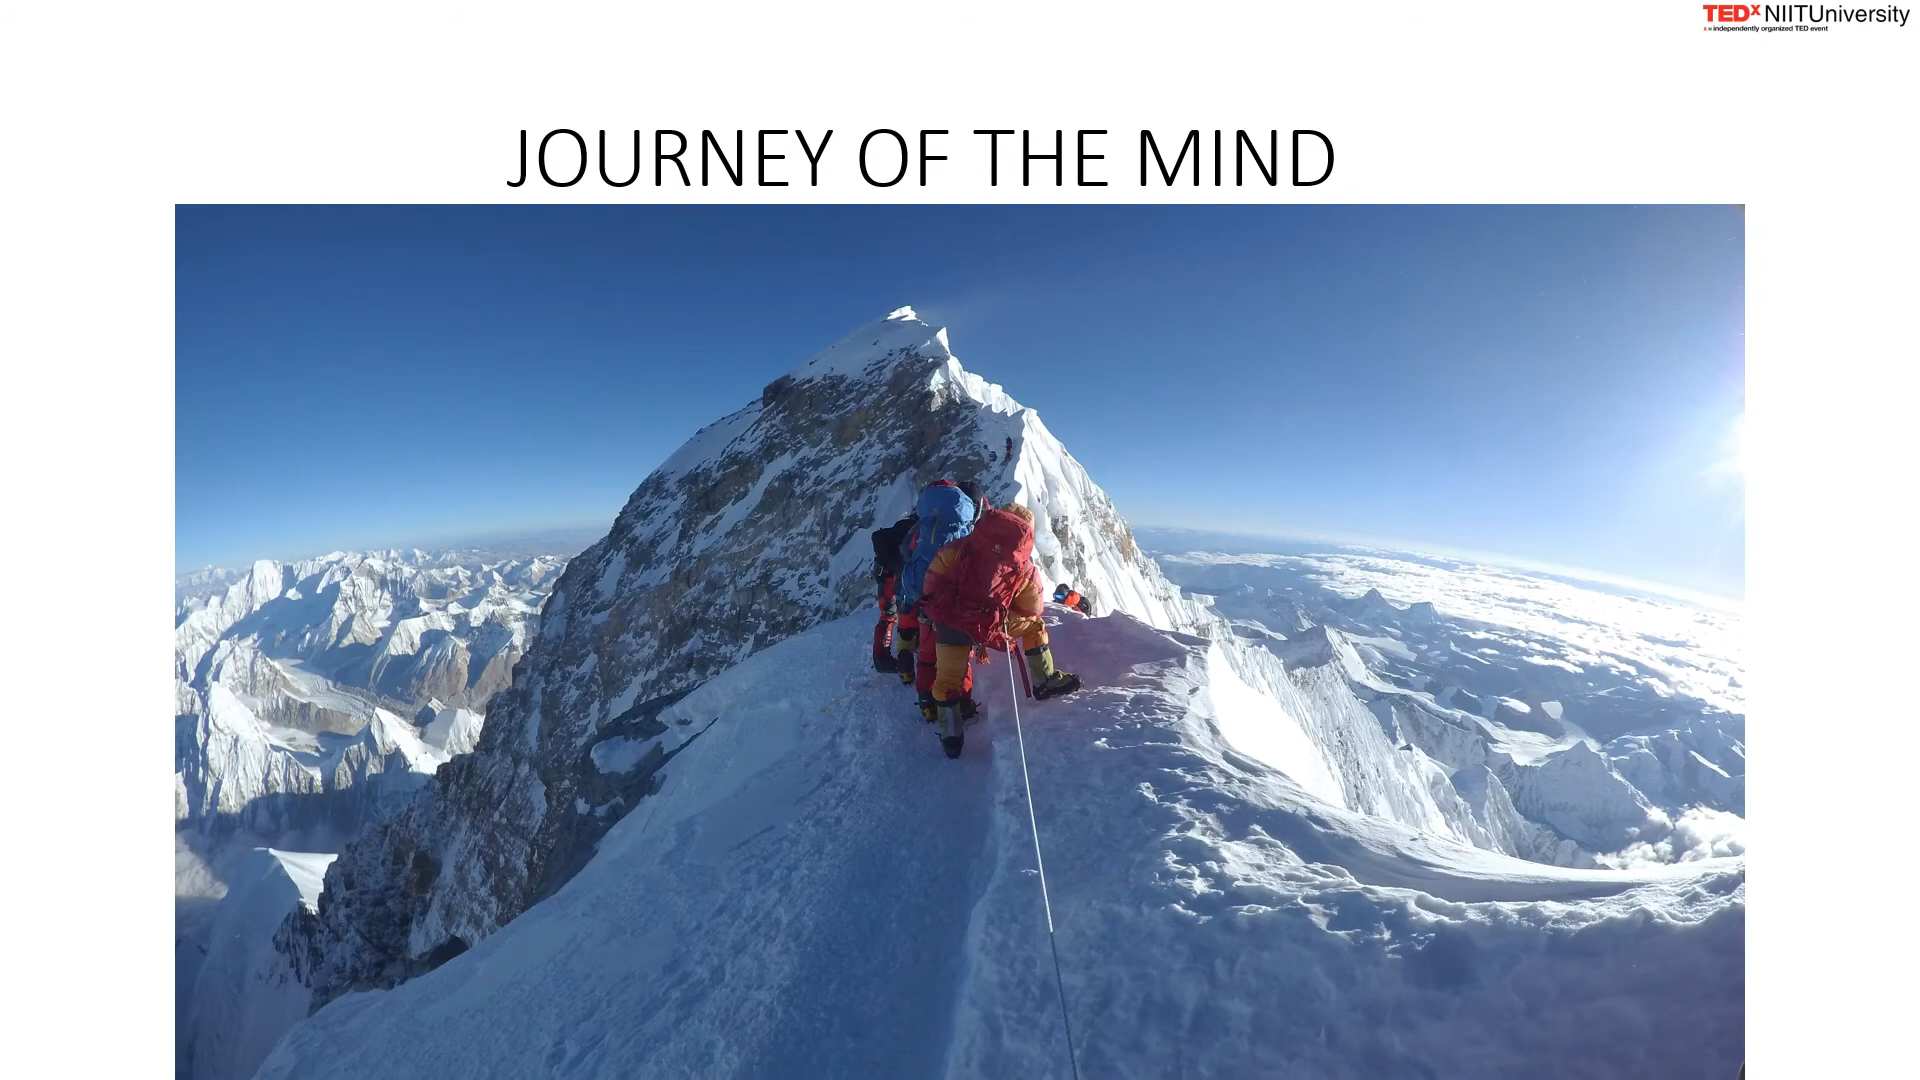 TEDx NIITUniversity
x = independently organized TED event
JOURNEY OF THE MIND